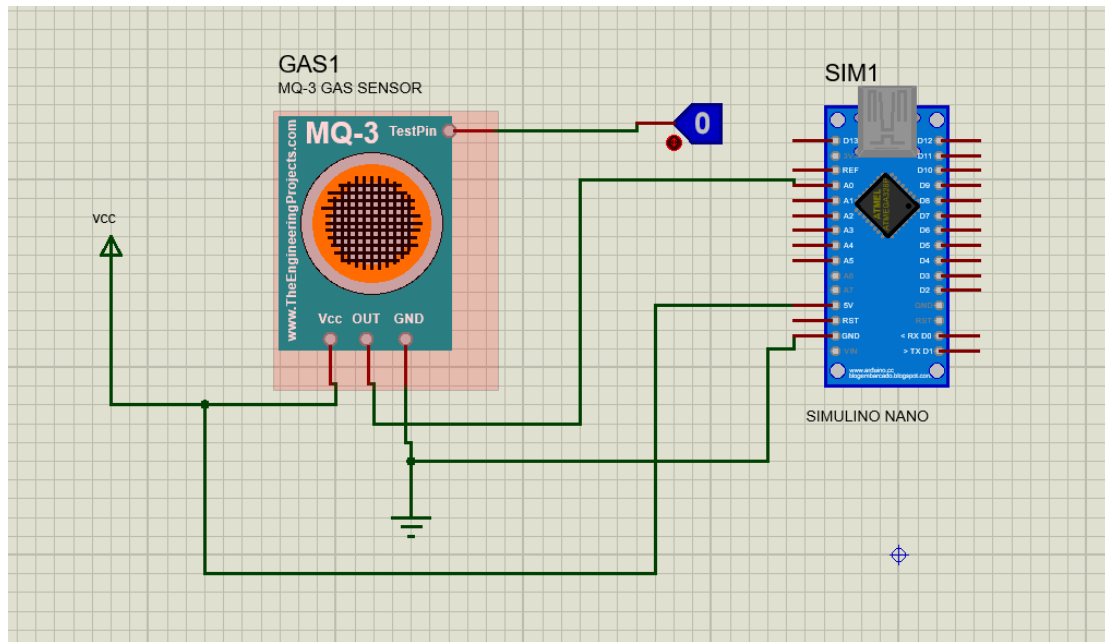 GAS1
MQ-3 GAS SENSOR
MQ-3
TestPin
www.TheEngineeringProjects.com
Vcc OUT GND
VCC
0
SIM1
D13 D12
3V3 D11
REF D10
A0 D9
A1 D8
A2 D7
A3 D6
A4 D5
A5 D4
A6 D3
A7 D2
5V GND
RST RST
GND < RX D0
VIN > TX D1
ATMEL
ATMEGA328P
www.arduino.cc
blogembarcado.blogspot.com
SIMULINO NANO